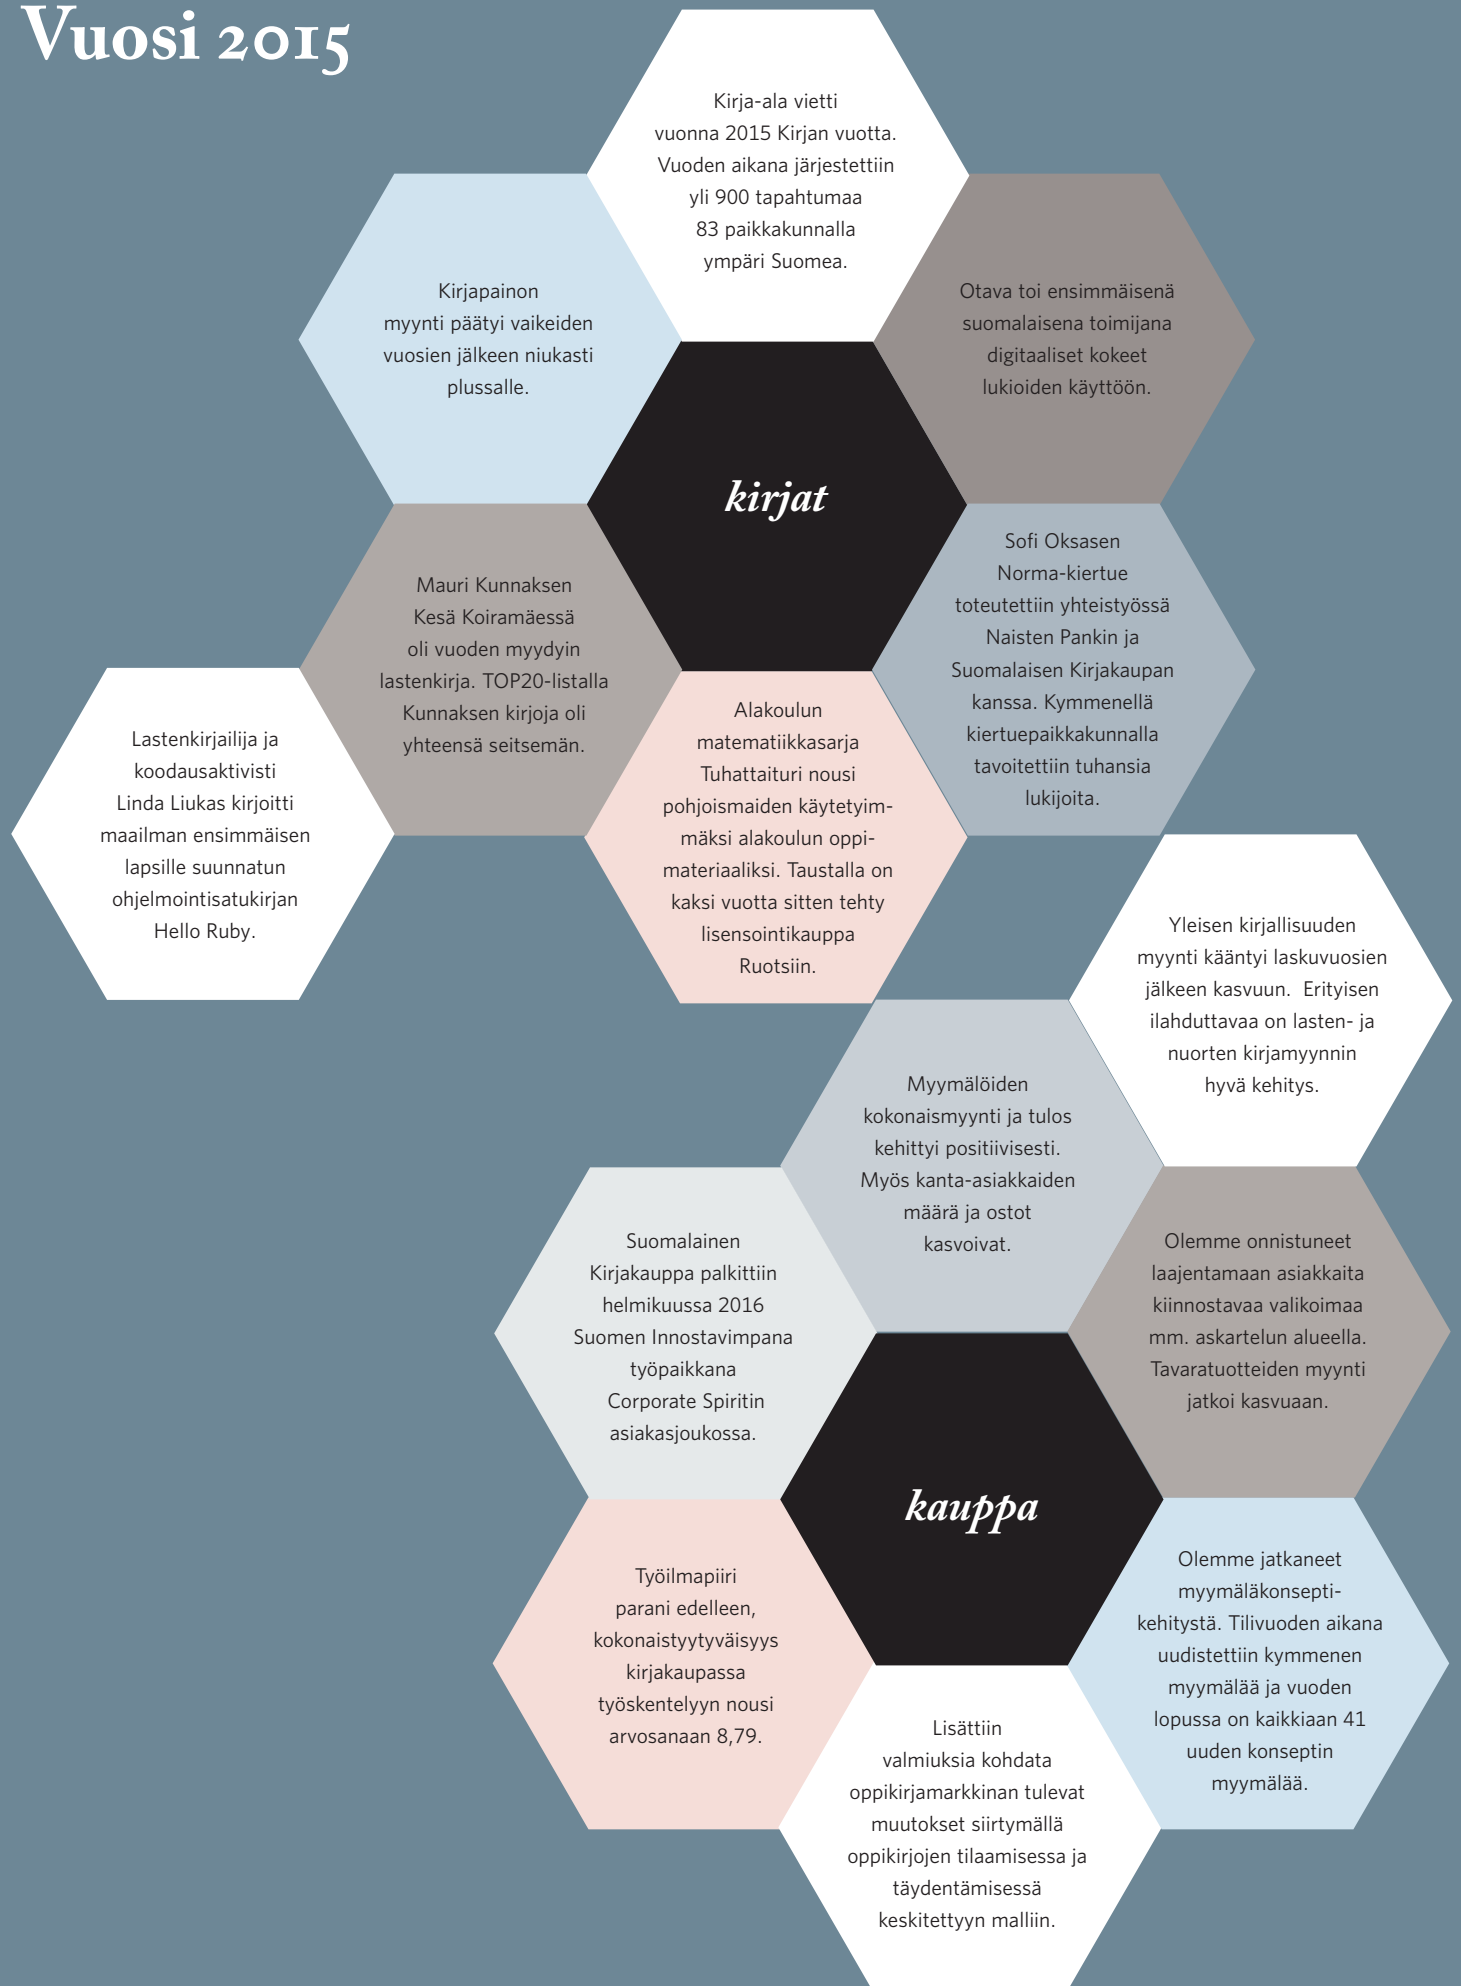 Vuosi 2015
Kirja-ala vietti
vuonna 2015 Kirjan vuotta.
Vuoden aikana järjestettiin
yli 900 tapahtumaa
83 paikkakunnalla
ympäri Suomea.
Kirjapainon
myynti päätyi vaikeiden
vuosien jälkeen niukasti
plussalle.
Otava toi ensimmäisenä
suomalaisena toimijana
digitaaliset kokeet
lukioiden käyttöön.
kirjat
Mauri Kunnaksen
Kesä Koiramäessä
oli vuoden myydyin
lastenkirja. TOP20-listalla
Kunnaksen kirjoja oli
yhteensä seitsemän.
Sofi Oksasen
Norma-kiertue
toteutettiin yhteistyössä
Naisten Pankin ja
Suomalaisen Kirjakaupan
kanssa. Kymmenellä
kiertuepaikkakunnalla
tavoitettiin tuhansia
lukijoita.
Lastenkirjailija ja
koodausaktivisti
Linda Liukas kirjoitti
maailman ensimmäisen
lapsille suunnatun
ohjelmointisatukirjan
Hello Ruby.
Alakoulun
matematiikkasarja
Tuhattaituri nousi
pohjoismaiden käytetyim-
mäksi alakoulun oppi-
materiaaliksi. Taustalla on
kaksi vuotta sitten tehty
lisensointikauppa
Ruotsiin.
Yleisen kirjallisuuden
myynti kääntyi laskuvuosien
jälkeen kasvuun. Erityisen
ilahduttavaa on lasten- ja
nuorten kirjamyynnin
hyvä kehitys.
Myymälöiden
kokonaismyynti ja tulos
kehittyi positiivisesti.
Myös kanta-asiakkaiden
määrä ja ostot
kasvoivat.
Suomalainen
Kirjakauppa palkittiin
helmikuussa 2016
Suomen Innostavimpana
työpaikkana
Corporate Spiritin
asiakasjoukossa.
Olemme onnistuneet
laajentamaan asiakkaita
kiinnostavaa valikoimaa
mm. askartelun alueella.
Tavaratuotteiden myynti
jatkoi kasvuaan.
kauppa
Työilmapiiri
parani edelleen,
kokonaistyytyväisyys
kirjakaupassa
työskentelyyn nousi
arvosanaan 8,79.
Olemme jatkaneet
myymäläkonsepti-
kehitystä. Tilivuoden aikana
uudistettiin kymmenen
myymälää ja vuoden
lopussa on kaikkiaan 41
uuden konseptin
myymälää.
Lisättiin
valmiuksia kohdata
oppikirjamarkkinan tulevat
muutokset siirtymällä
oppikirjojen tilaamisessa ja
täydentämisessä
keskitettyyn malliin.